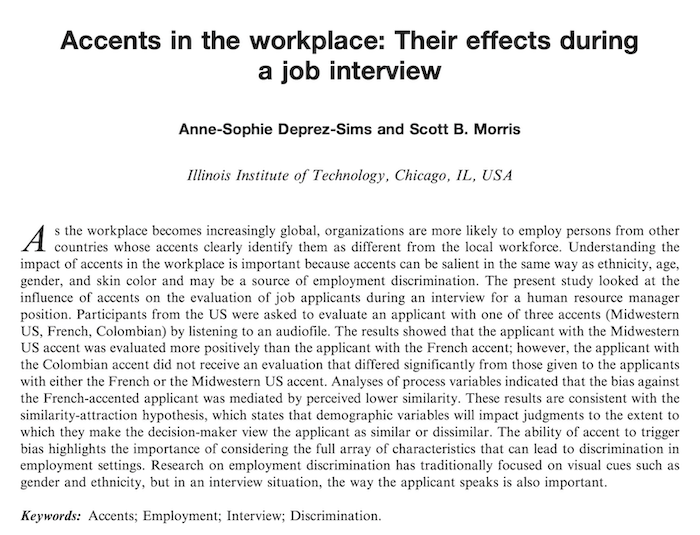 Accents in the workplace: Their effects during
a job interview
Anne-Sophie Deprez-Sims and Scott B. Morris
Illinois Institute of Technology, Chicago, IL, USA
As the workplace becomes increasingly global, organizations are more likely to employ persons from other
countries whose accents clearly identify them as different from the local workforce. Understanding the
impact of accents in the workplace is important because accents can be salient in the same way as ethnicity, age,
gender, and skin color and may be a source of employment discrimination. The present study looked at the
influence of accents on the evaluation of job applicants during an interview for a human resource manager
position. Participants from the US were asked to evaluate an applicant with one of three accents (Midwestern
US, French, Colombian) by listening to an audiofile. The results showed that the applicant with the Midwestern
US accent was evaluated more positively than the applicant with the French accent; however, the applicant with
the Colombian accent did not receive an evaluation that differed significantly from those given to the applicants
with either the French or the Midwestern US accent. Analyses of process variables indicated that the bias against
the French-accented applicant was mediated by perceived lower similarity. These results are consistent with the
similarity-attraction hypothesis, which states that demographic variables will impact judgments to the extent to
which they make the decision-maker view the applicant as similar or dissimilar. The ability of accent to trigger
bias highlights the importance of considering the full array of characteristics that can lead to discrimination in
employment settings. Research on employment discrimination has traditionally focused on visual cues such as
gender and ethnicity, but in an interview situation, the way the applicant speaks is also important.
Keywords: Accents; Employment; Interview; Discrimination.